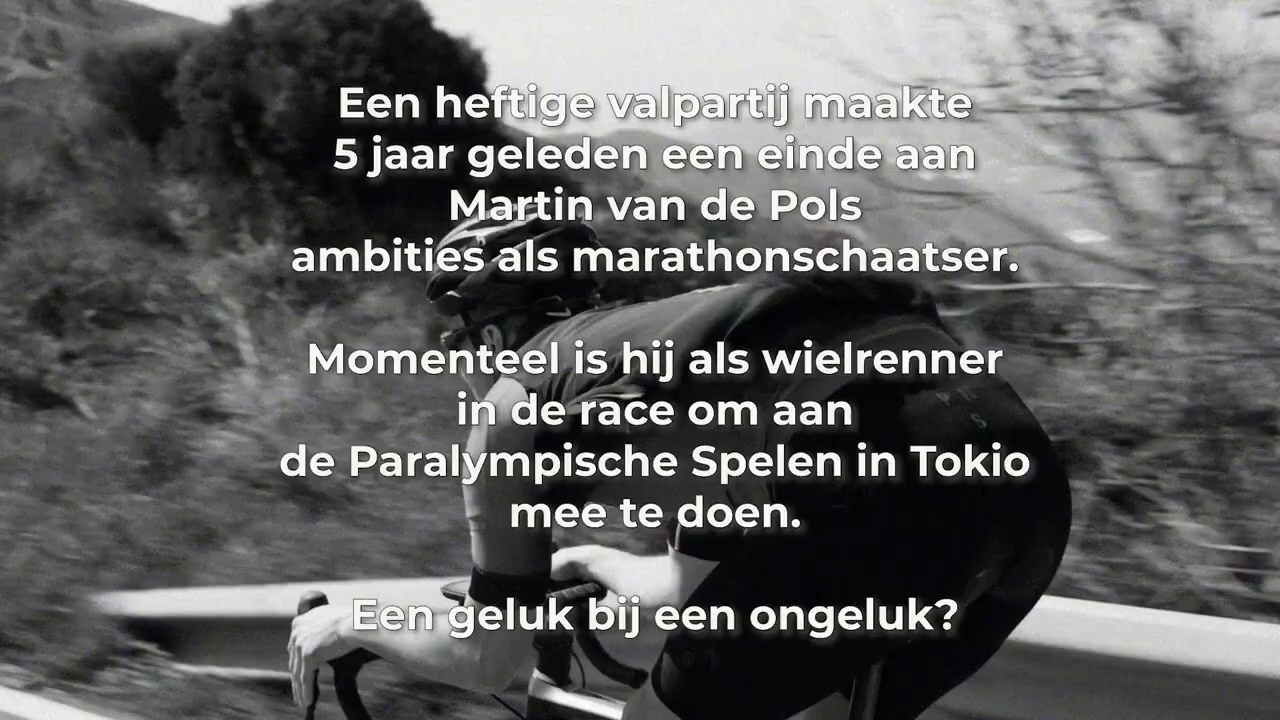 Een heftige valpartij maakte
5 jaar geleden een einde aan
Martin van de Pols
ambities als marathonschaatser.
Momenteel is hij als wielrenner
in de race om aan
de Paralympische Spelen in Tokio
mee te doen.
Een geluk bij een ongeluk?